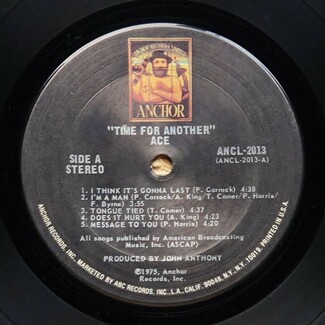 ANCHOR
"TIME FOR ANOTHER"
ACE
SIDE A
STEREO
ANCL-2013
(ANCL-2013-A)
1. I THINK IT'S GONNA LAST (P. Carrack) 4:38
2. I'M A MAN (P. Carrack/A. King/T. Comer/P. Harris/
F. Byrne) 3:55
3. TONGUE TIED (T. Comer) 4:37
4. DOES IT HURT YOU (A. King) 4:23
5. MESSAGE TO YOU (P. Harris) 4:20
All songs published by American Broadcasting
Music, Inc. (ASCAP)
PRODUCED BY JOHN ANTHONY
©1975, Anchor
Records, Inc.
ANCHOR RECORDS, INC. MARKETED BY ABC RECORDS, INC., L.A., CALIF. 90048, N.Y., N.Y. 10019. PRINTED IN U.S.A.